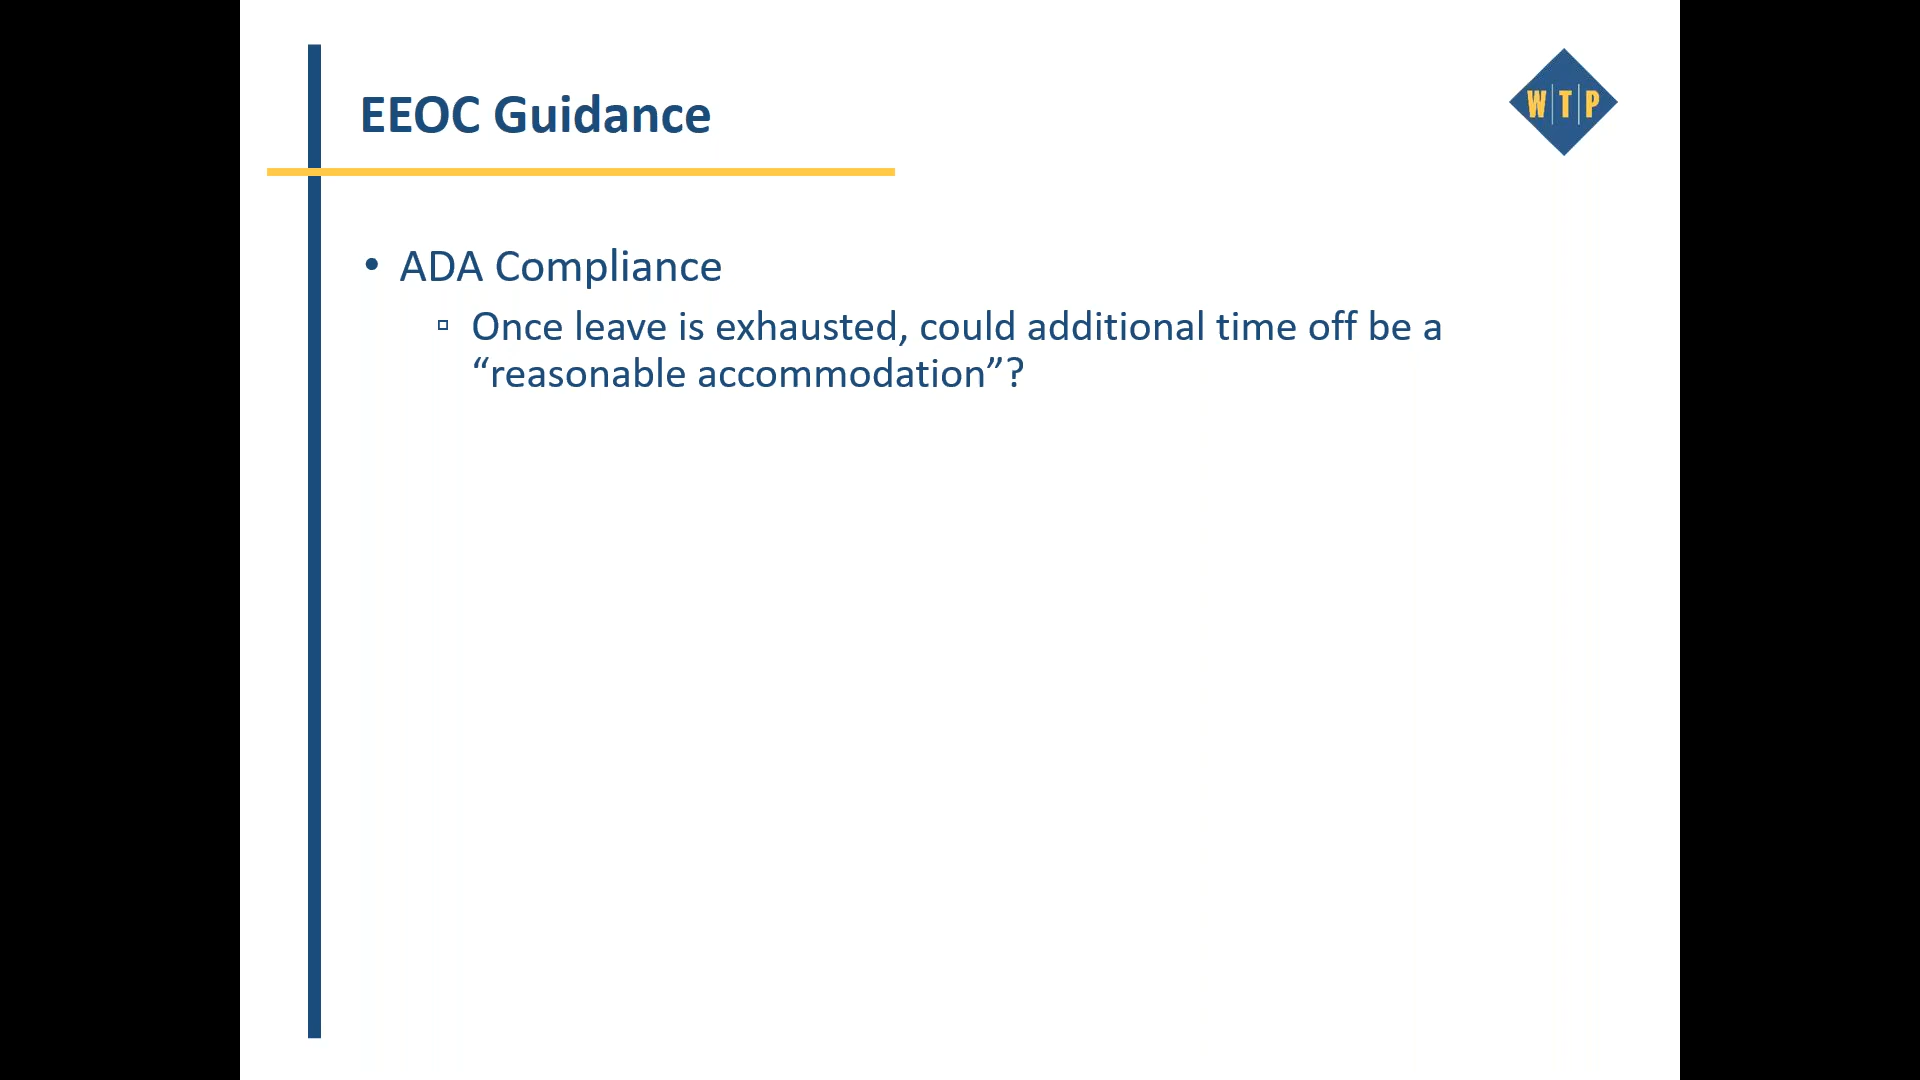 EEOC Guidance
W|T|P
• ADA Compliance
▫ Once leave is exhausted, could additional time off be a
“reasonable accommodation”?